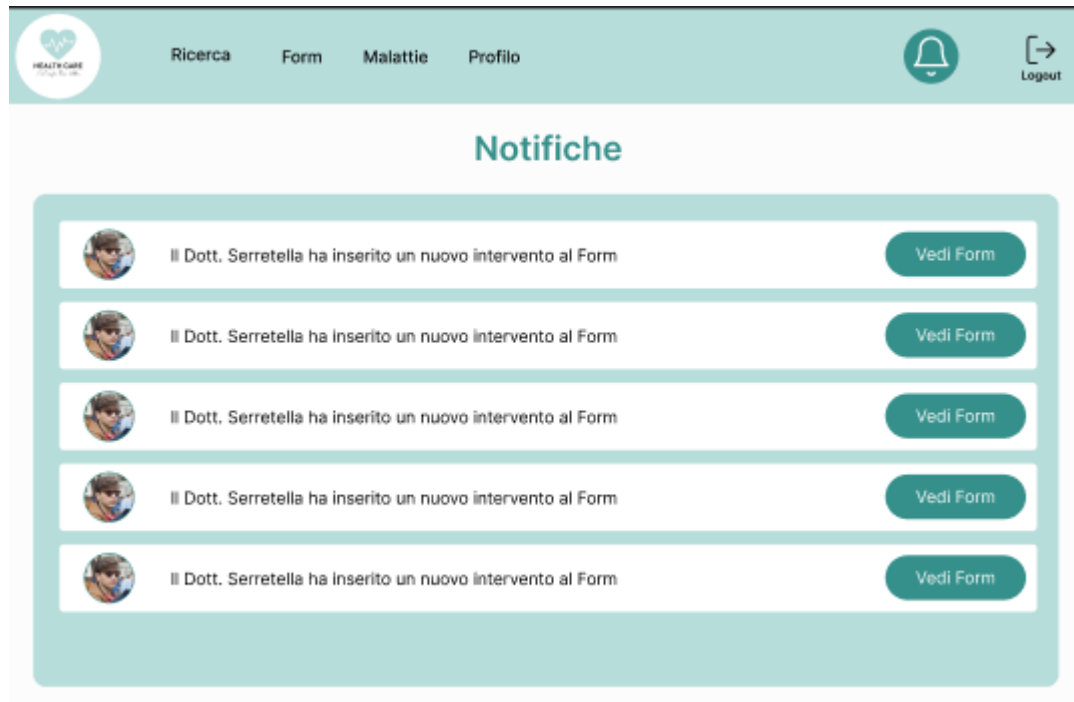 HEALTH CARE
Ricerca Form Malattie Profilo
Logout
Notifiche
Il Dott. Serretella ha inserito un nuovo intervento al Form Vedi Form
Il Dott. Serretella ha inserito un nuovo intervento al Form Vedi Form
Il Dott. Serretella ha inserito un nuovo intervento al Form Vedi Form
Il Dott. Serretella ha inserito un nuovo intervento al Form Vedi Form
Il Dott. Serretella ha inserito un nuovo intervento al Form Vedi Form